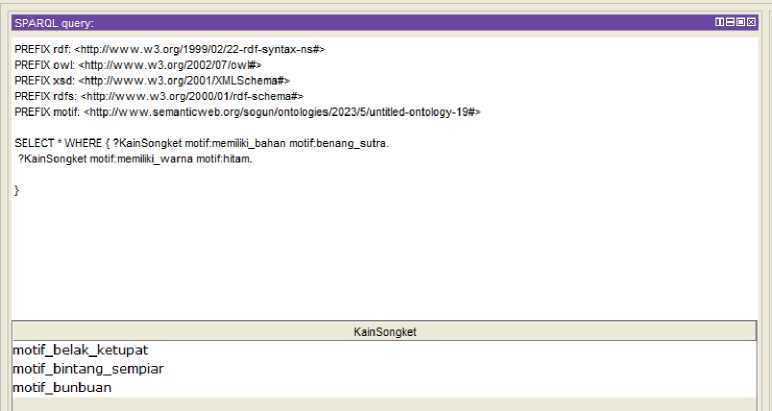 SPARQL query:
PREFIX rdf: <http://www.w3.org/1999/02/22-rdf-syntax-ns#>
PREFIX owl: <http://www.w3.org/2002/07/owl#>
PREFIX xsd: <http://www.w3.org/2001/XMLSchema#>
PREFIX rdfs: <http://www.w3.org/2000/01/rdf-schema#>
PREFIX motif: <http://www.semanticweb.org/sogun/ontologies/2023/5/untitled-ontology-19#>
SELECT * WHERE { ?KainSongket motif:memiliki_bahan motif:benang_sutra.
?KainSongket motif:memiliki_warna motif:hitam.
}
KainSongket
motif_belak_ketupat
motif_bintang_sempiar
motif_bunbuan